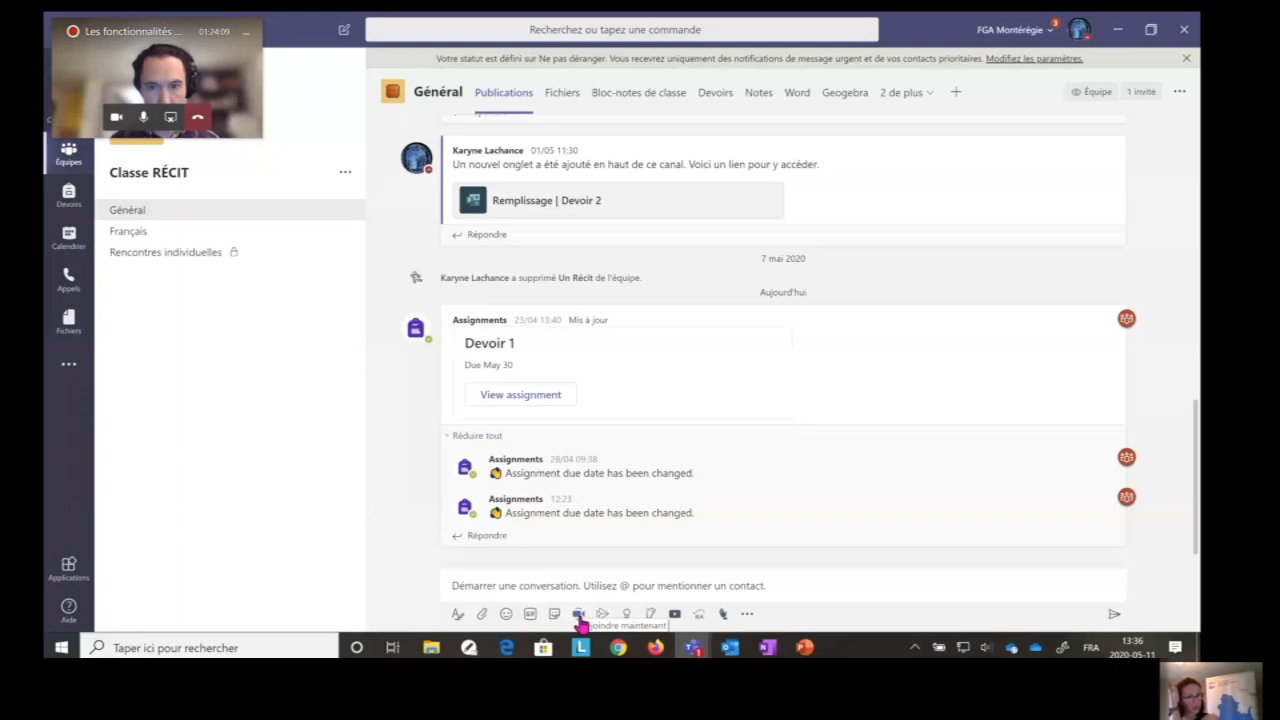 Les fonctionnalités ...
01:24:09
Recherchez ou tapez une commande
FGA Montérégie
3
Votre statut est défini sur Ne pas déranger. Vous recevrez uniquement des notifications de message urgent et de vos contacts prioritaires. Modifiez les paramètres.
Général
Publications
Fichiers
Bloc-notes de classe
Devoirs
Notes
Word
Geogebra
2 de plus
Équipe
1 invité
Équipes
Devoirs
Calendrier
Appels
Fichiers
Applications
Aide
Classe RÉCIT
Général
Français
Rencontres individuelles
Karyne Lachance 01/05 11:30
Un nouvel onglet a été ajouté en haut de ce canal. Voici un lien pour y accéder.
Remplissage | Devoir 2
Répondre
7 mai 2020
Karyne Lachance a supprimé Un Récit de l'équipe.
Aujourd'hui
Assignments 23/04 13:40 Mis à jour
Devoir 1
Due May 30
View assignment
Réduire tout
Assignments 28/04 09:38
Assignment due date has been changed.
Assignments 12:23
Assignment due date has been changed.
Répondre
Démarrer une conversation. Utilisez @ pour mentionner un contact.
GIF
joindre maintenant
Taper ici pour rechercher
FRA
13:36
2020-05-11